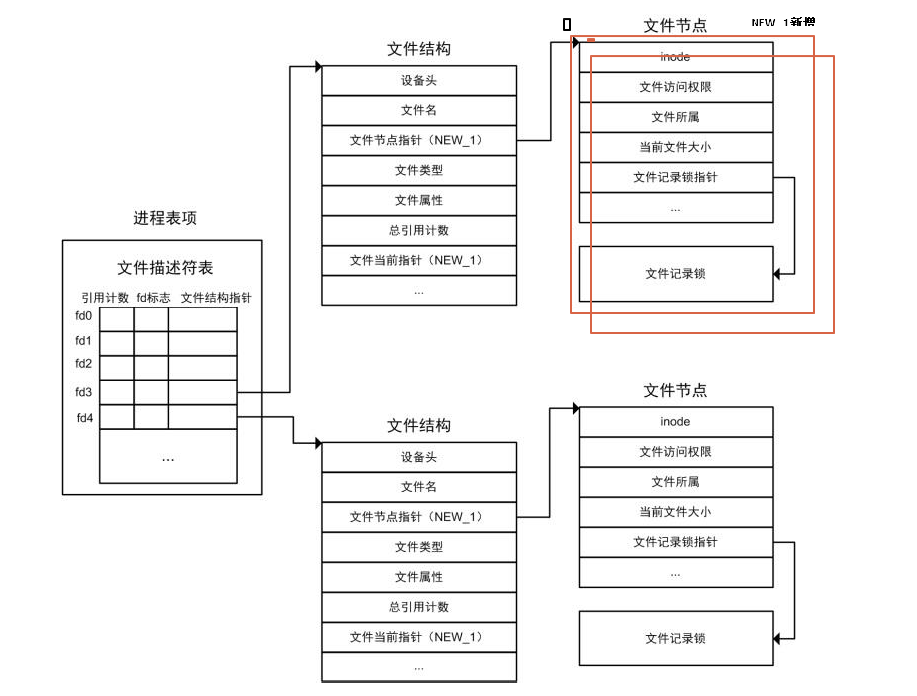 文件节点
NEW_1新增
文件结构
inode
设备头
文件访问权限
文件名
文件所属
文件节点指针（NEW_1）
当前文件大小
文件类型
文件记录锁指针
文件属性
...
总引用计数
文件当前指针（NEW_1）
文件记录锁
...
进程表项
文件描述符表
引用计数 fd标志 文件结构指针
fd0
fd1
fd2
fd3
fd4
...
文件节点
文件结构
inode
设备头
文件访问权限
文件名
文件所属
文件节点指针（NEW_1）
当前文件大小
文件类型
文件记录锁指针
文件属性
...
总引用计数
文件当前指针（NEW_1）
文件记录锁
...